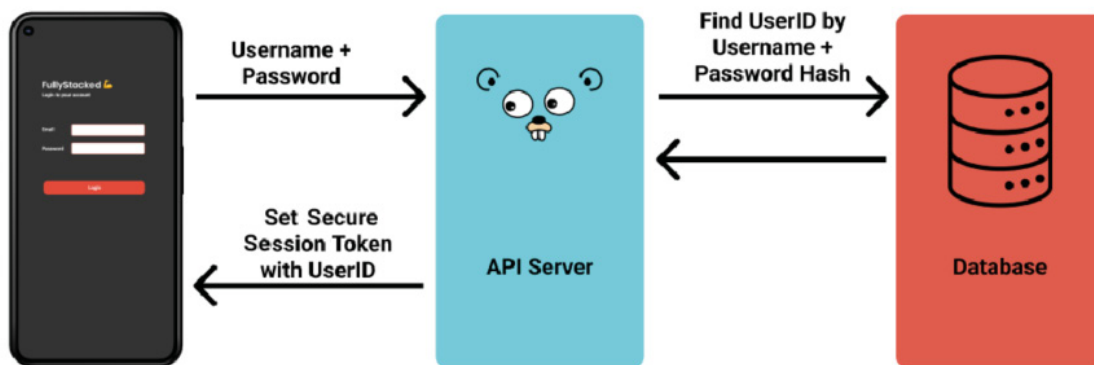 FullyStacked 💪
Login to your account
Email
Password
Login
Username +
Password
Set Secure
Session Token
with UserID
API Server
Find UserID by
Username +
Password Hash
Database